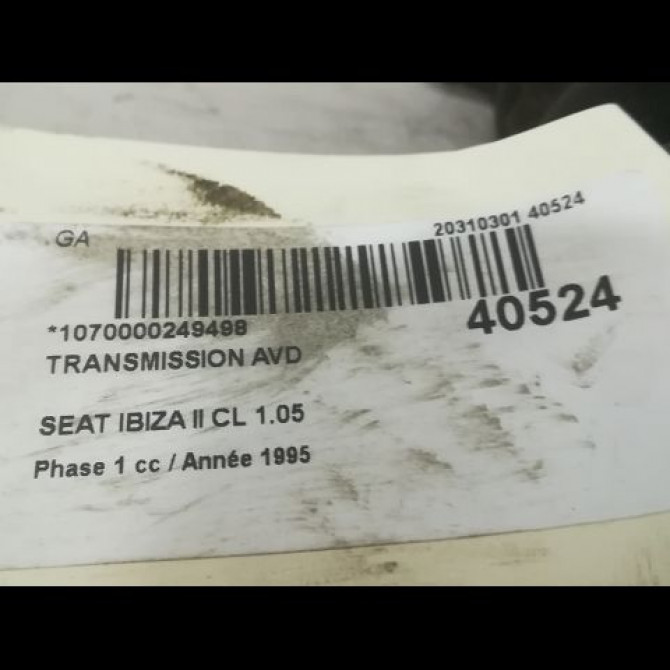 GA
20310301 40524
*1070000249498
40524
TRANSMISSION AVD
SEAT IBIZA II CL 1.05
Phase 1 cc / Année 1995